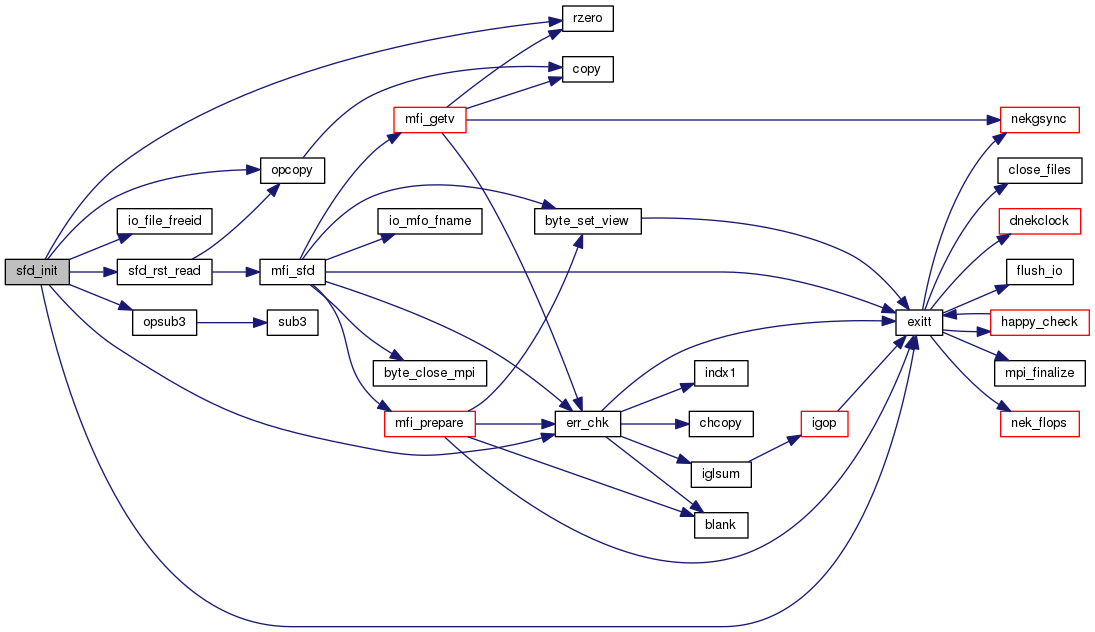 rzero
copy
mfi_getv
nekgsync
close_files
opcopy
io_file_freeid
io_mfo_fname
byte_set_view
dnekclock
sfd_init
sfd_rst_read
mfi_sfd
flush_io
opsub3
sub3
exitt
happy_check
byte_close_mpi
indx1
mpi_finalize
mfi_prepare
err_chk
chcopy
igop
nek_flops
iglsum
blank